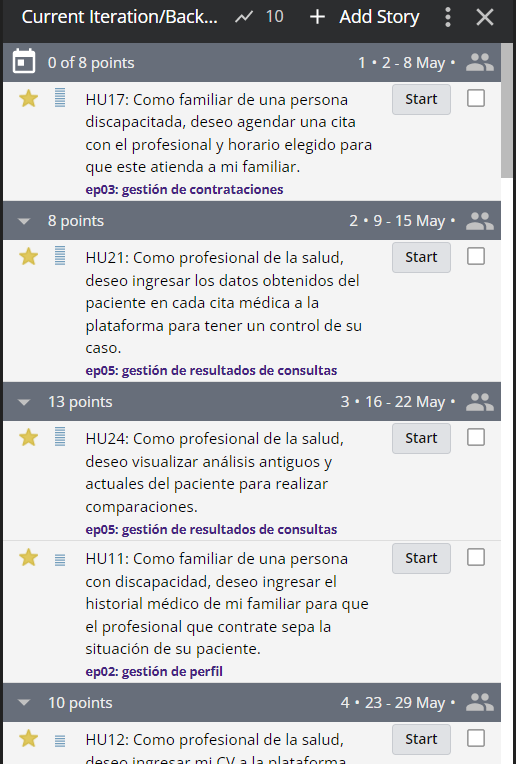 Current Iteration/Back... 10 + Add Story
0 of 8 points 1 • 2 - 8 May •
HU17: Como familiar de una persona Start
discapacitada, deseo agendar una cita
con el profesional y horario elegido para
que este atienda a mi familiar.
ep03: gestión de contrataciones
8 points 2 • 9 - 15 May •
HU21: Como profesional de la salud, Start
deseo ingresar los datos obtenidos del
paciente en cada cita médica a la
plataforma para tener un control de su
caso.
ep05: gestión de resultados de consultas
13 points 3 • 16 - 22 May •
HU24: Como profesional de la salud, Start
deseo visualizar análisis antiguos y
actuales del paciente para realizar
comparaciones.
ep05: gestión de resultados de consultas
HU11: Como familiar de una persona Start
con discapacidad, deseo ingresar el
historial médico de mi familiar para que
el profesional que contrate sepa la
situación de su paciente.
ep02: gestión de perfil
10 points 4 • 23 - 29 May •
HU12: Como profesional de la salud, Start
deseo ingresar mi CV a la plataforma